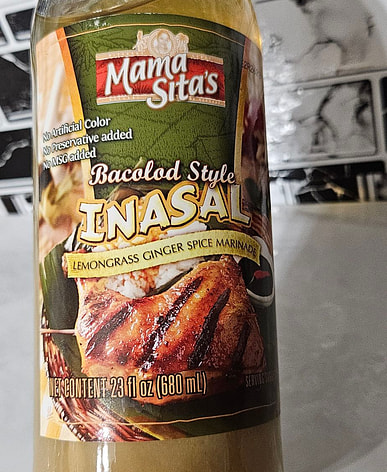 Mama
Sita's
No Artificial Color
No Preservative added
No MSG added
Bacolod Style
INASAL
LEMONGRASS GINGER SPICE MARINADE
NET CONTENT 23 fl oz (680 mL)